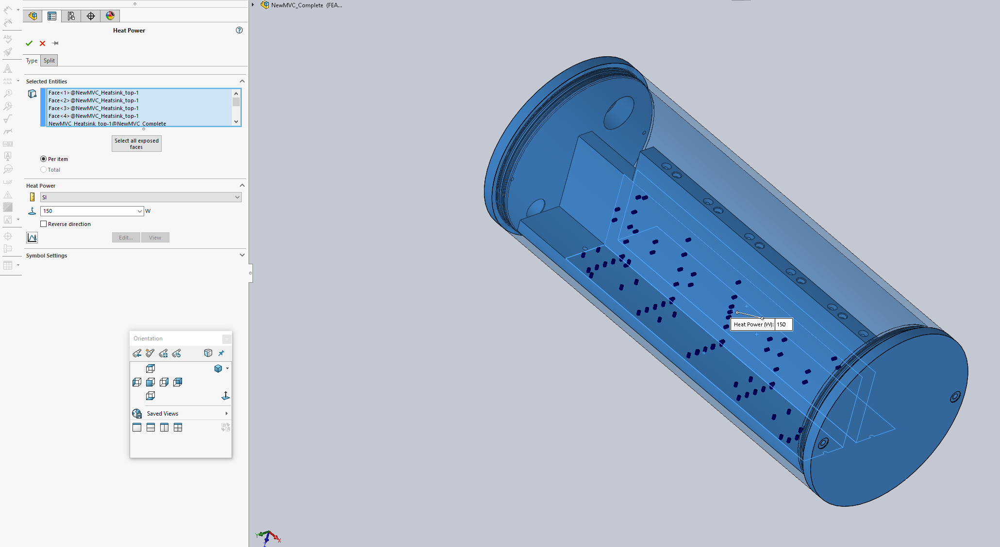 NewMVC_Complete (FEA...
Heat Power
Type
Split
Selected Entities
Face<1>@NewMVC_Heatsink_top-1
Face<2>@NewMVC_Heatsink_top-1
Face<3>@NewMVC_Heatsink_top-1
Face<4>@NewMVC_Heatsink_top-1
NewMVC_Heatsink_top-1@NewMVC_Complete
Select all exposed
faces
Per item
Total
Heat Power
SI
150
W
Reverse direction
Edit...
View
Symbol Settings
Orientation
Saved Views
Heat Power (W):
150
Abc
Y
X
Z